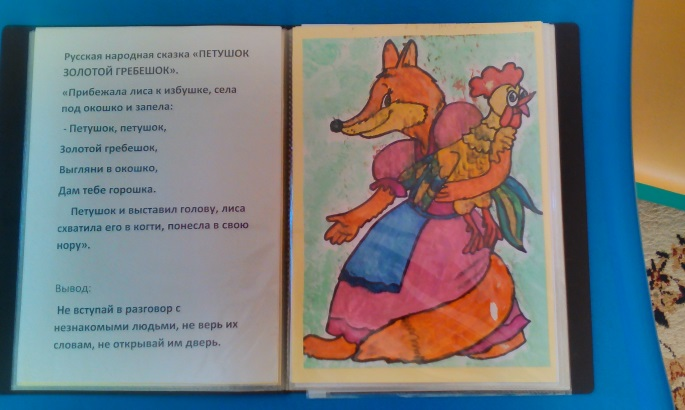 Русская народная сказка «ПЕТУШОК
ЗОЛОТОЙ ГРЕБЕШОК».
«Прибежала лиса к избушке, села
под окошко и запела:
- Петушок, петушок,
Золотой гребешок,
Выгляни в окошко,
Дам тебе горошка.
Петушок и выставил голову, лиса
схватила его в когти, понесла в свою
нору».
Вывод:
Не вступай в разговор с
незнакомыми людьми, не верь их
словам, не открывай им дверь.